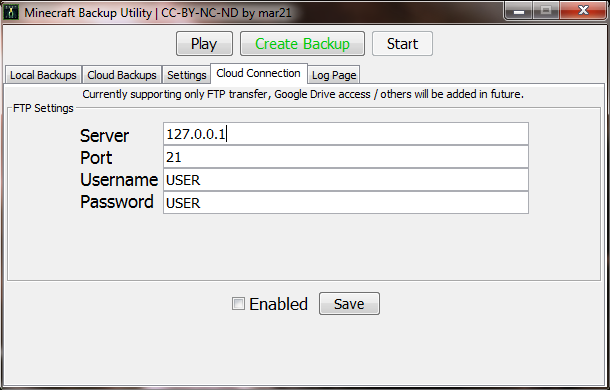 Minecraft Backup Utility | CC-BY-NC-ND by mar21
Play Create Backup Start
Local Backups Cloud Backups Settings Cloud Connection Log Page
Currently supporting only FTP transfer, Google Drive access / others will be added in future.
FTP Settings
Server 127.0.0.1
Port 21
Username USER
Password USER
Enabled Save